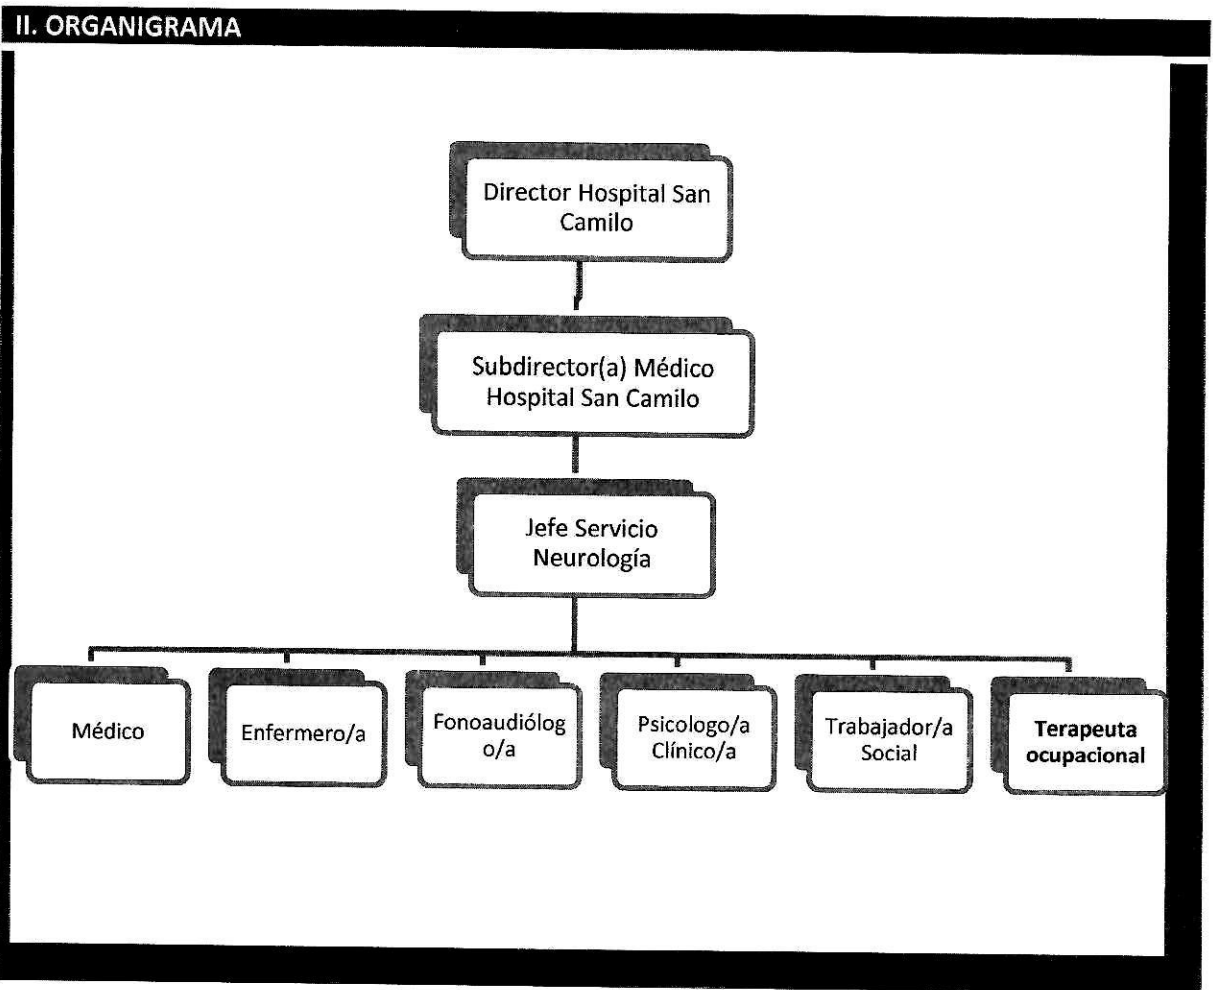 II. ORGANIGRAMA
Director Hospital San
Camilo
Subdirector(a) Médico
Hospital San Camilo
Jefe Servicio
Neurología
Médico
Enfermero/a
Fonoaudiólog
o/a
Psicologo/a
Clínico/a
Trabajador/a
Social
Terapeuta
ocupacional